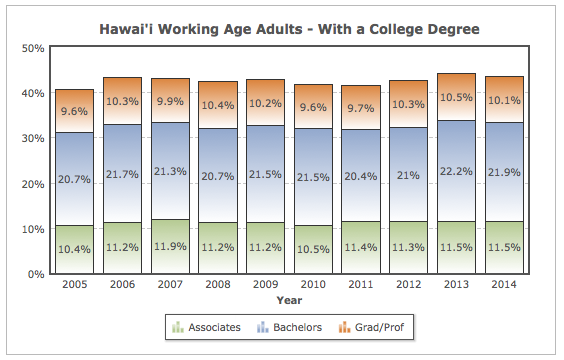 Hawai'i Working Age Adults - With a College Degree
50%
40%
30%
20%
10%
0%
9.6% 10.3% 9.9% 10.4% 10.2% 9.6% 9.7% 10.3% 10.5% 10.1%
20.7% 21.7% 21.3% 20.7% 21.5% 21.5% 20.4% 21% 22.2% 21.9%
10.4% 11.2% 11.9% 11.2% 11.2% 10.5% 11.4% 11.3% 11.5% 11.5%
2005 2006 2007 2008 2009 2010 2011 2012 2013 2014
Year
Associates Bachelors Grad/Prof